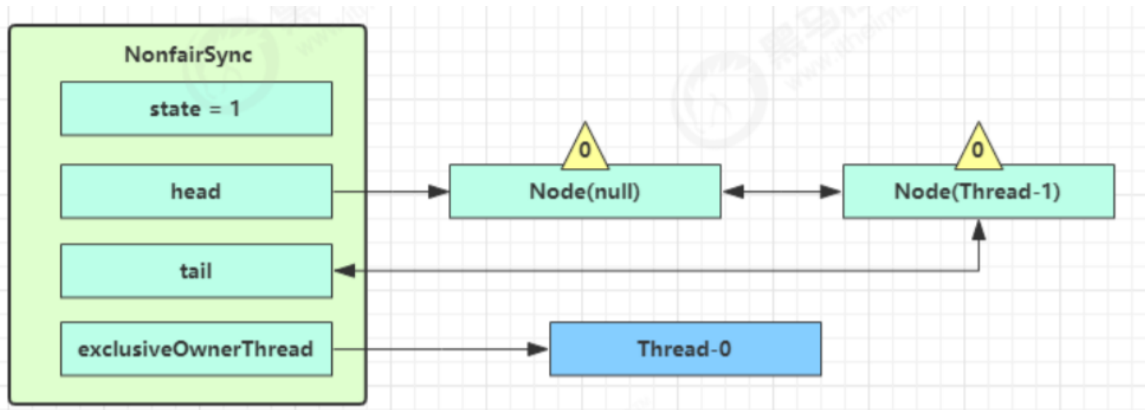 NonfairSync
state = 1
head
tail
exclusiveOwnerThread
0
Node(null)
0
Node(Thread-1)
Thread-0